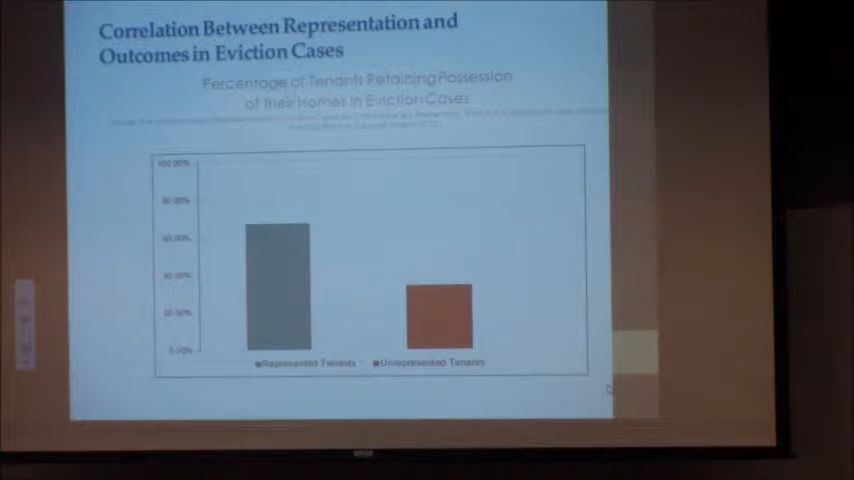 Correlation Between Representation and
Outcomes in Eviction Cases
Percentage of Tenants Retaining Possession
of their Homes in Eviction Cases
100.00%
80.00%
60.00%
40.00%
20.00%
0.00%
Represented Tenants
Unrepresented Tenants